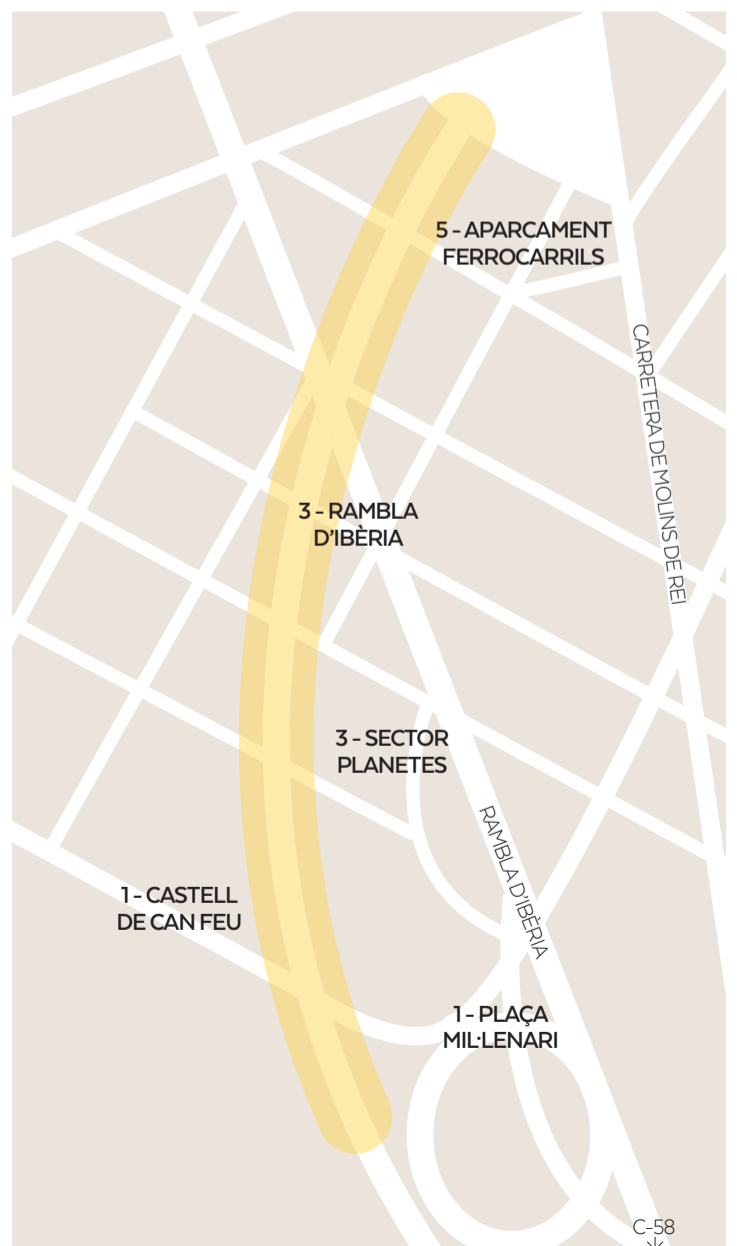 5 - APARCAMENT
FERROCARRILS
CARRETERA DE MOLINS DE REI
3 - RAMBLA
D'IBÈRIA
3 - SECTOR
PLANETES
RAMBLA D'IBÈRIA
1 - CASTELL
DE CAN FEU
1 - PLAÇA
MIL·LENARI
C-58